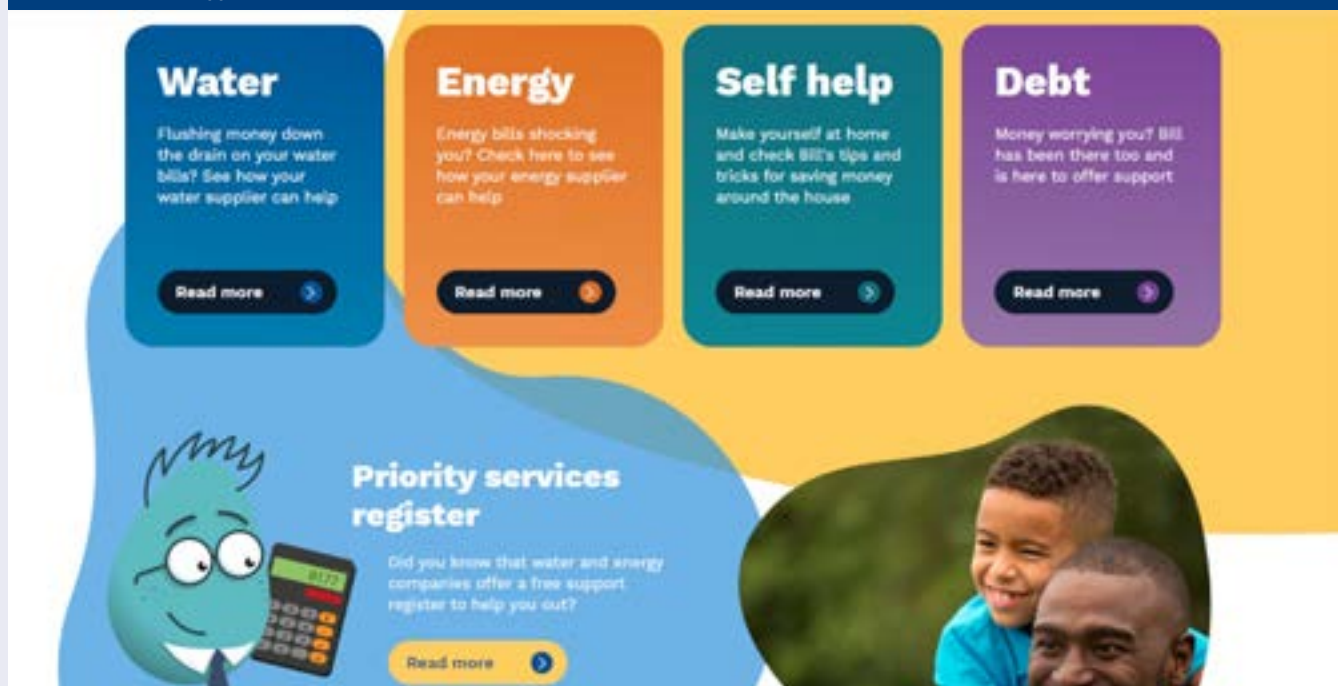 Water
Flushing money down
the drain on your water
bills? See how your
water supplier can help
Read more
Energy
Energy bills shocking
you? Check here to see
how your energy supplier
can help
Read more
Self help
Make yourself at home
and check Bill's tips and
tricks for saving money
around the house
Read more
Debt
Money worrying you? Bill
has been there too and
is here to offer support
Read more
Priority services
register
Did you know that water and energy
companies offer a free support
register to help you out?
Read more